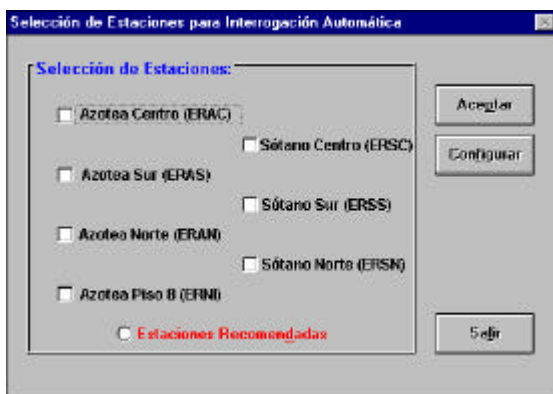 Selección de Estaciones para Interrogación Automática
Selección de Estaciones:
Azotea Centro (ERAC)
Sótano Centro (ERSC)
Azotea Sur (ERAS)
Sótano Sur (ERSS)
Azotea Norte (ERAN)
Sótano Norte (ERSN)
Azotea Piso 8 (ERNI)
Estaciones Recomendadas
Aceptar
Configurar
Salir